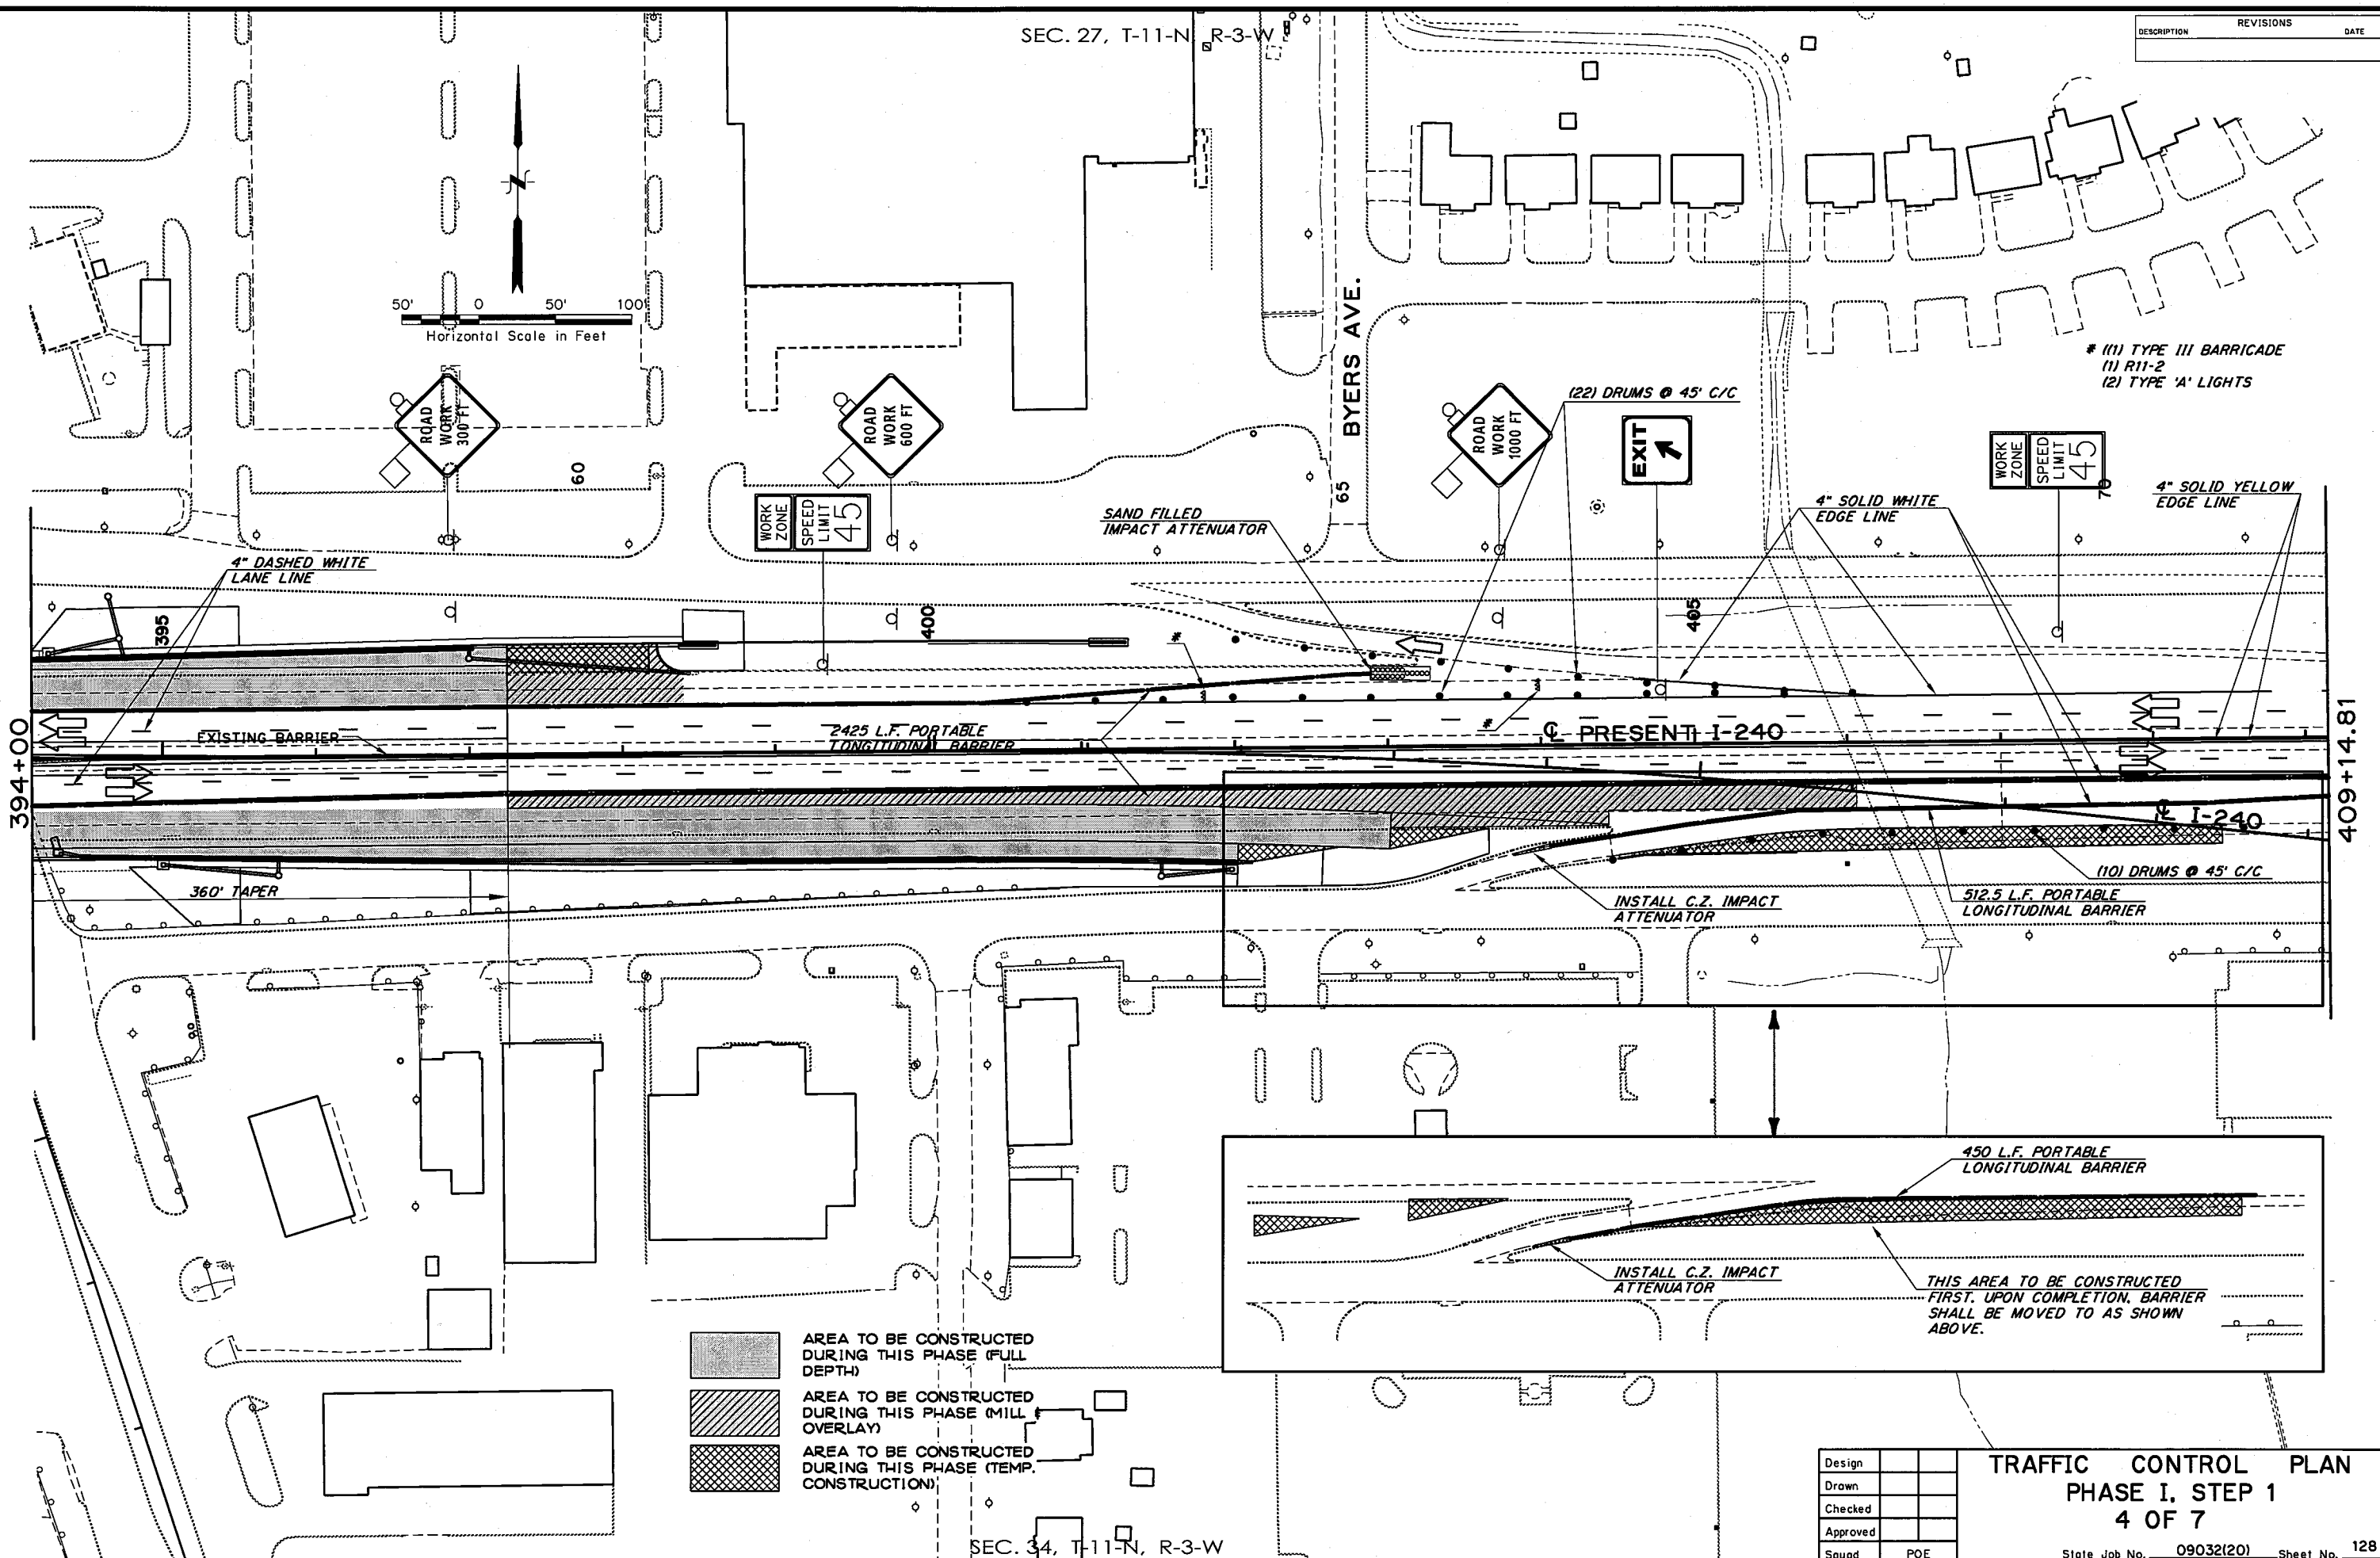 SEC. 27, T-11-N, R-3-W
REVISIONS
DESCRIPTION
DATE
50'
0
50'
100'
Horizontal Scale in Feet
ROAD
WORK
300 FT
ROAD
WORK
600 FT
ROAD
WORK
1000 FT
BYERS AVE.
(22) DRUMS @ 45' C/C
# ((1) TYPE III BARRICADE
(1) R11-2
(2) TYPE 'A' LIGHTS
EXIT
WORK
ZONE
SPEED
LIMIT
45
WORK
ZONE
SPEED
LIMIT
45
60
65
70
4" SOLID YELLOW
EDGE LINE
4" SOLID WHITE
EDGE LINE
SAND FILLED
IMPACT ATTENUATOR
4" DASHED WHITE
LANE LINE
395
400
405
#
#
394+00
409+14.81
EXISTING BARRIER
2425 L.F. PORTABLE
LONGITUDINAL BARRIER
℄ PRESENT I-240
℄ I-240
360' TAPER
(10) DRUMS @ 45' C/C
512.5 L.F. PORTABLE
LONGITUDINAL BARRIER
INSTALL C.Z. IMPACT
ATTENUATOR
450 L.F. PORTABLE
LONGITUDINAL BARRIER
INSTALL C.Z. IMPACT
ATTENUATOR
THIS AREA TO BE CONSTRUCTED
FIRST. UPON COMPLETION, BARRIER
SHALL BE MOVED TO AS SHOWN
ABOVE.
AREA TO BE CONSTRUCTED
DURING THIS PHASE (FULL
DEPTH)
AREA TO BE CONSTRUCTED
DURING THIS PHASE (MILL &
OVERLAY)
AREA TO BE CONSTRUCTED
DURING THIS PHASE (TEMP.
CONSTRUCTION)
SEC. 34, T-11-N, R-3-W
Design
Drawn
Checked
Approved
Squad POE
TRAFFIC CONTROL PLAN
PHASE I, STEP 1
4 OF 7
State Job No. 09032(20) Sheet No. 128